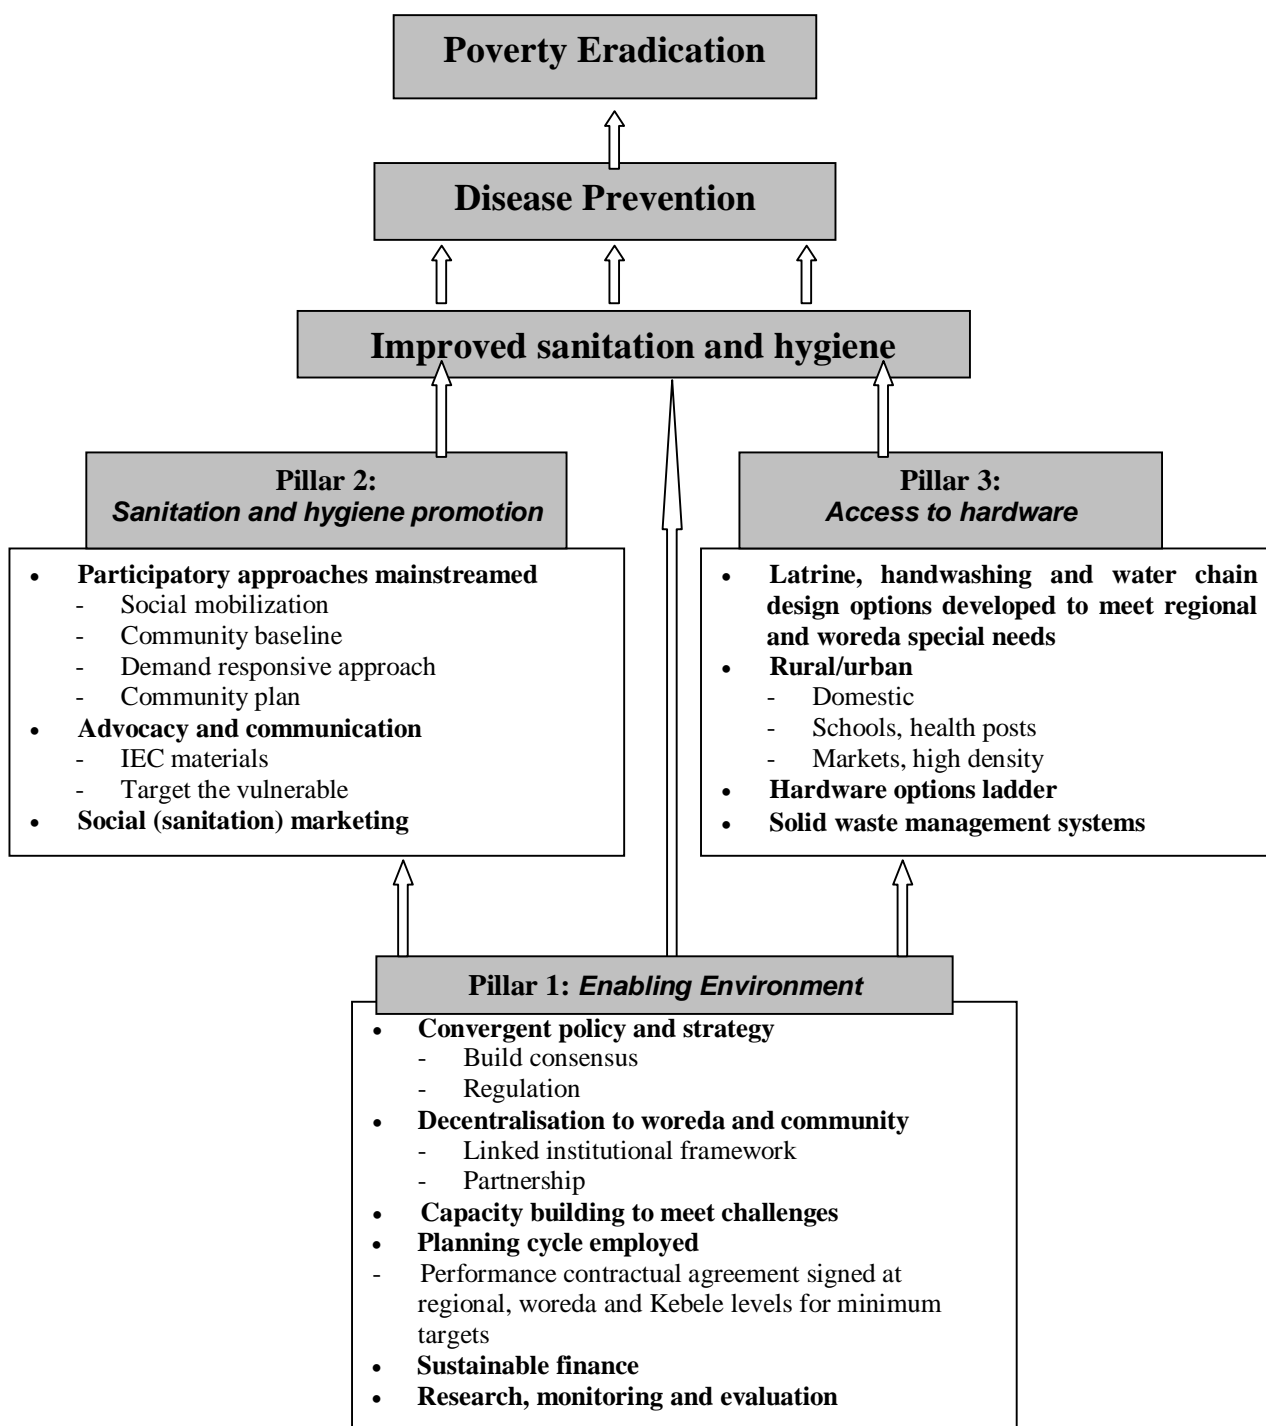 Poverty Eradication
Disease Prevention
Improved sanitation and hygiene
Pillar 2:
Sanitation and hygiene promotion
• Participatory approaches mainstreamed
- Social mobilization
- Community baseline
- Demand responsive approach
- Community plan
• Advocacy and communication
- IEC materials
- Target the vulnerable
• Social (sanitation) marketing
Pillar 3:
Access to hardware
• Latrine, handwashing and water chain
design options developed to meet regional
and woreda special needs
• Rural/urban
- Domestic
- Schools, health posts
- Markets, high density
• Hardware options ladder
• Solid waste management systems
Pillar 1: Enabling Environment
• Convergent policy and strategy
- Build consensus
- Regulation
• Decentralisation to woreda and community
- Linked institutional framework
- Partnership
• Capacity building to meet challenges
• Planning cycle employed
- Performance contractual agreement signed at
regional, woreda and Kebele levels for minimum
targets
• Sustainable finance
• Research, monitoring and evaluation